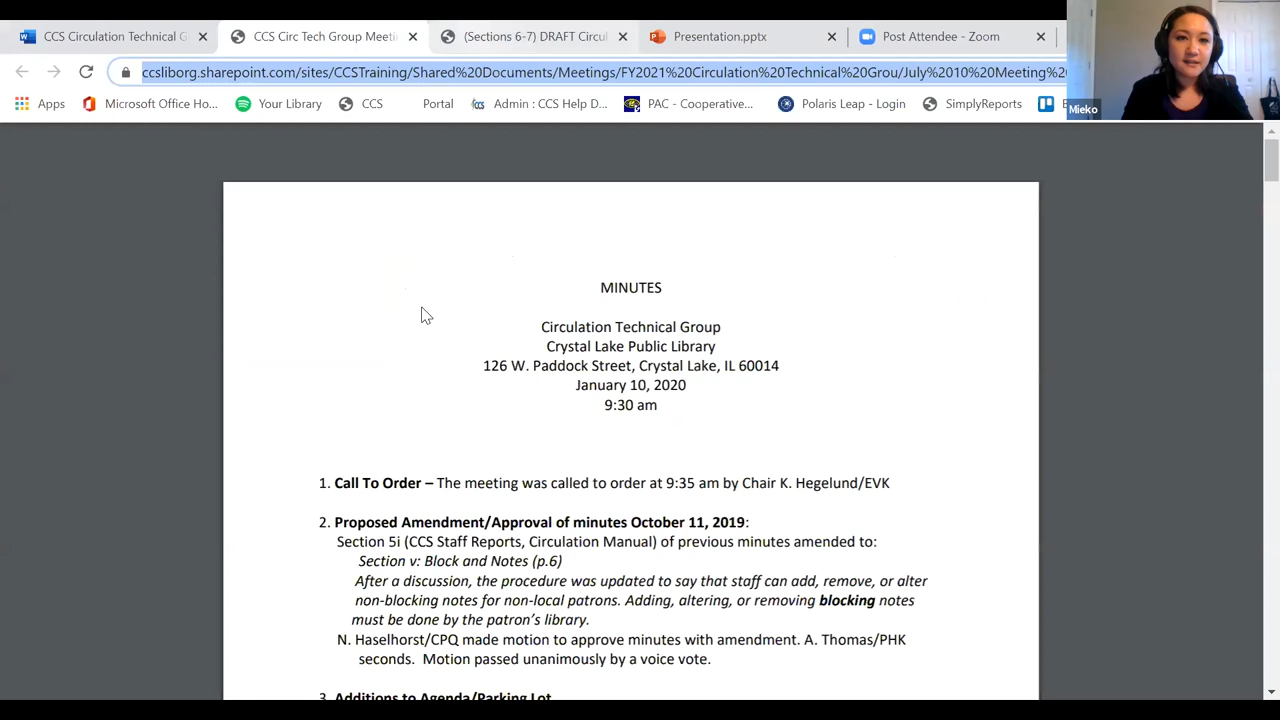 CCS Circulation Technical G
CCS Circ Tech Group Meeti
(Sections 6-7) DRAFT Circul
Presentation.pptx
Post Attendee - Zoom
ccsliborg.sharepoint.com/sites/CCSTraining/Shared%20Documents/Meetings/FY2021%20Circulation%20Technical%20Grou/July%2010%20Meeting%20
Apps
Microsoft Office Ho...
Your Library
CCS
Portal
Admin : CCS Help D...
PAC - Cooperative...
Polaris Leap - Login
SimplyReports
Mieko
MINUTES
Circulation Technical Group
Crystal Lake Public Library
126 W. Paddock Street, Crystal Lake, IL 60014
January 10, 2020
9:30 am
1. Call To Order – The meeting was called to order at 9:35 am by Chair K. Hegelund/EVK
2. Proposed Amendment/Approval of minutes October 11, 2019:
Section 5i (CCS Staff Reports, Circulation Manual) of previous minutes amended to:
Section v: Block and Notes (p.6)
After a discussion, the procedure was updated to say that staff can add, remove, or alter
non-blocking notes for non-local patrons. Adding, altering, or removing blocking notes
must be done by the patron's library.
N. Haselhorst/CPQ made motion to approve minutes with amendment. A. Thomas/PHK
seconds. Motion passed unanimously by a voice vote.
3. Additions to Agenda/Parking Lot